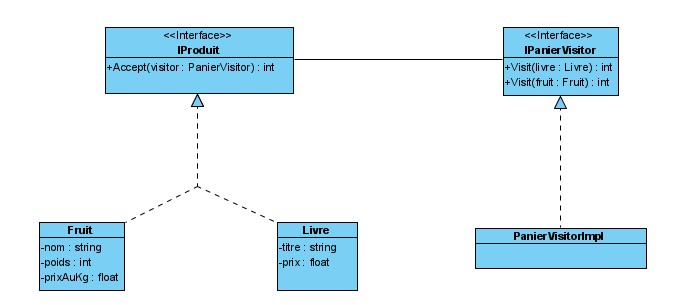 <<Interface>>
IProduit
+Accept(visitor : PanierVisitor) : int
<<Interface>>
IPanierVisitor
+Visit(livre : Livre) : int
+Visit(fruit : Fruit) : int
Fruit
-nom : string
-poids : int
-prixAuKg : float
Livre
-titre : string
-prix : float
PanierVisitorImpl